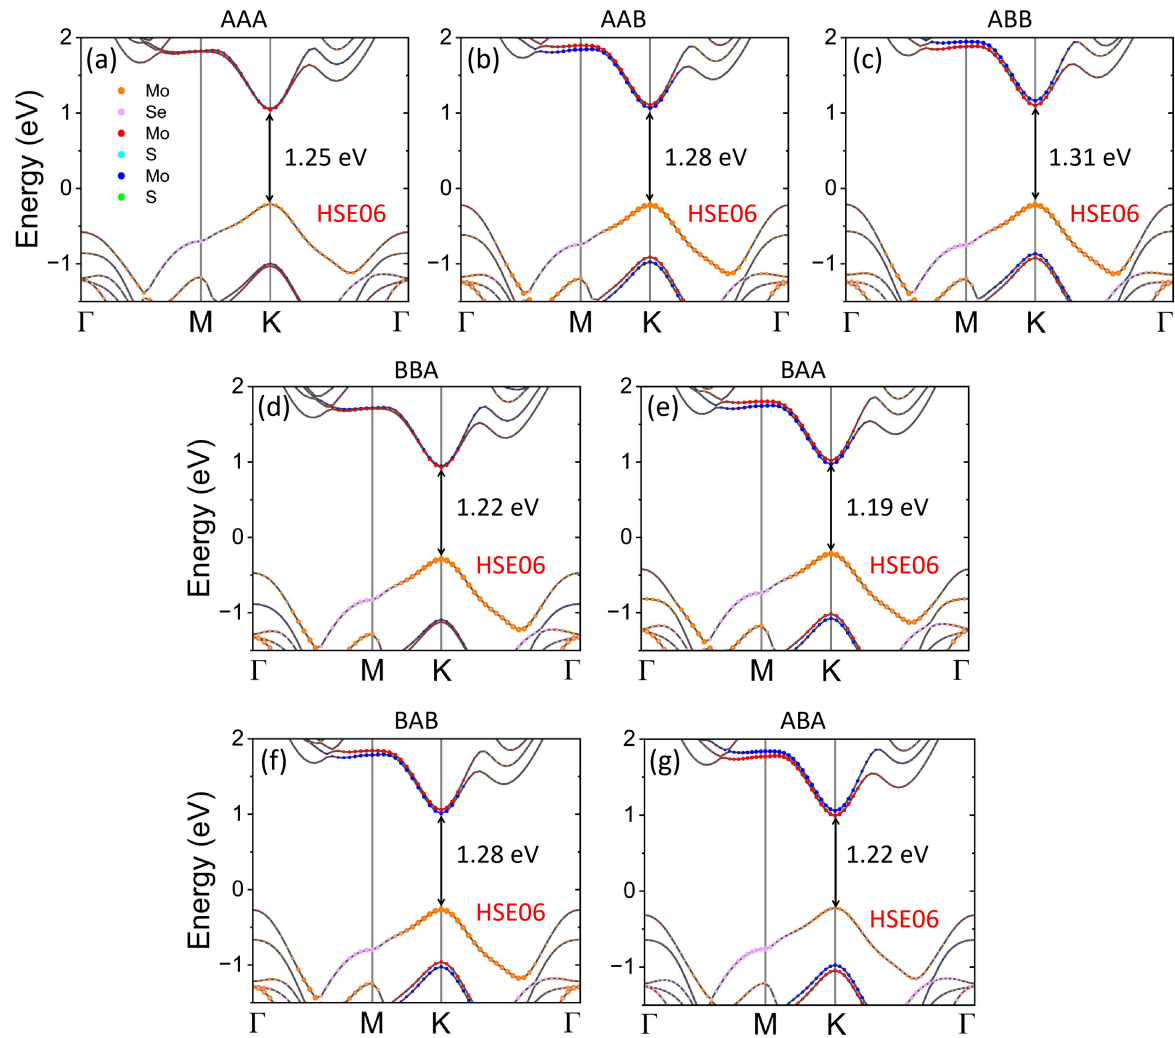 AAA
AAB
ABB
(a)
(b)
(c)
Mo
Se
Mo
S
Mo
S
2
1
0
−1
Energy (eV)
1.25 eV
HSE06
Γ M K Γ
2
1
0
−1
1.28 eV
HSE06
Γ M K Γ
2
1
0
−1
1.31 eV
HSE06
Γ M K Γ
BBA
BAA
(d)
(e)
2
1
0
−1
Energy (eV)
1.22 eV
HSE06
Γ M K Γ
2
1
0
−1
1.19 eV
HSE06
Γ M K Γ
BAB
ABA
(f)
(g)
2
1
0
−1
Energy (eV)
1.28 eV
HSE06
Γ M K Γ
2
1
0
−1
1.22 eV
HSE06
Γ M K Γ